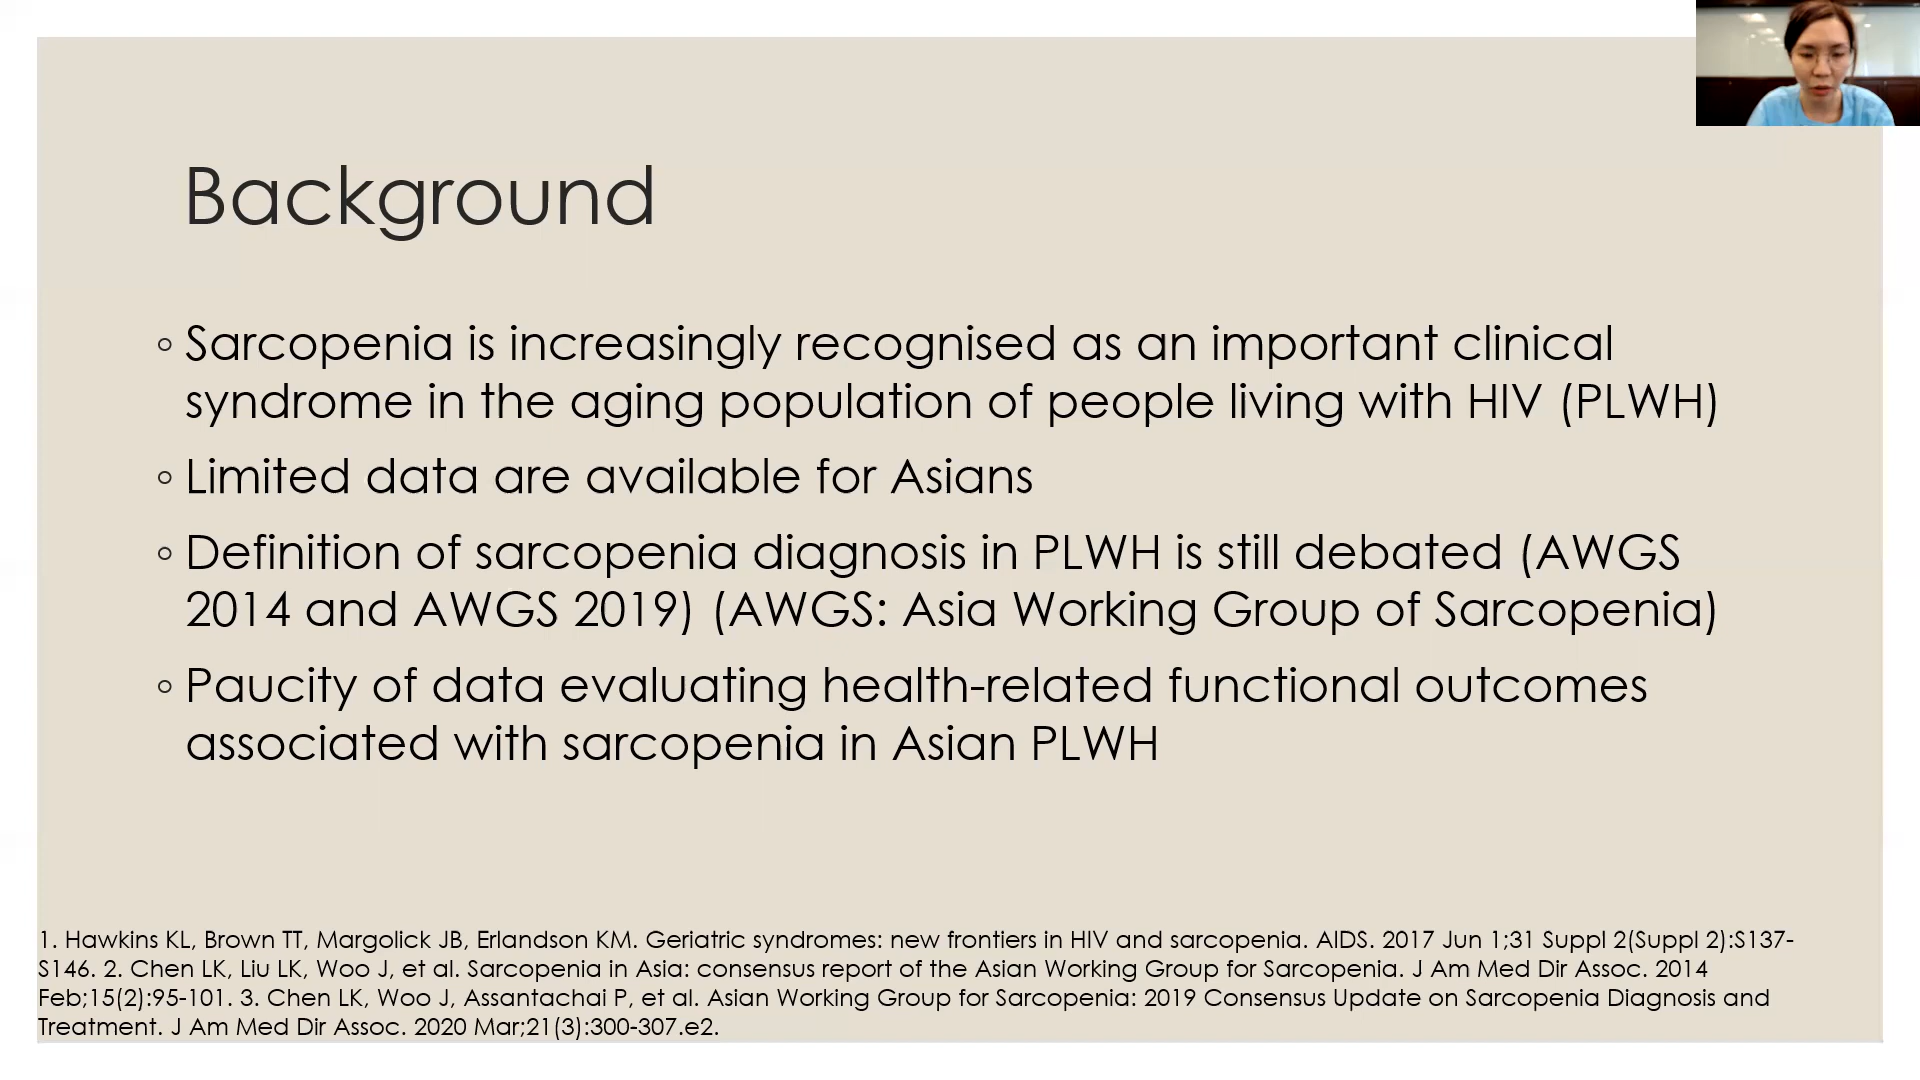 Background
◦ Sarcopenia is increasingly recognised as an important clinical
syndrome in the aging population of people living with HIV (PLWH)
◦ Limited data are available for Asians
◦ Definition of sarcopenia diagnosis in PLWH is still debated (AWGS
2014 and AWGS 2019) (AWGS: Asia Working Group of Sarcopenia)
◦ Paucity of data evaluating health-related functional outcomes
associated with sarcopenia in Asian PLWH
1. Hawkins KL, Brown TT, Margolick JB, Erlandson KM. Geriatric syndromes: new frontiers in HIV and sarcopenia. AIDS. 2017 Jun 1;31 Suppl 2(Suppl 2):S137-
S146. 2. Chen LK, Liu LK, Woo J, et al. Sarcopenia in Asia: consensus report of the Asian Working Group for Sarcopenia. J Am Med Dir Assoc. 2014
Feb;15(2):95-101. 3. Chen LK, Woo J, Assantachai P, et al. Asian Working Group for Sarcopenia: 2019 Consensus Update on Sarcopenia Diagnosis and
Treatment. J Am Med Dir Assoc. 2020 Mar;21(3):300-307.e2.